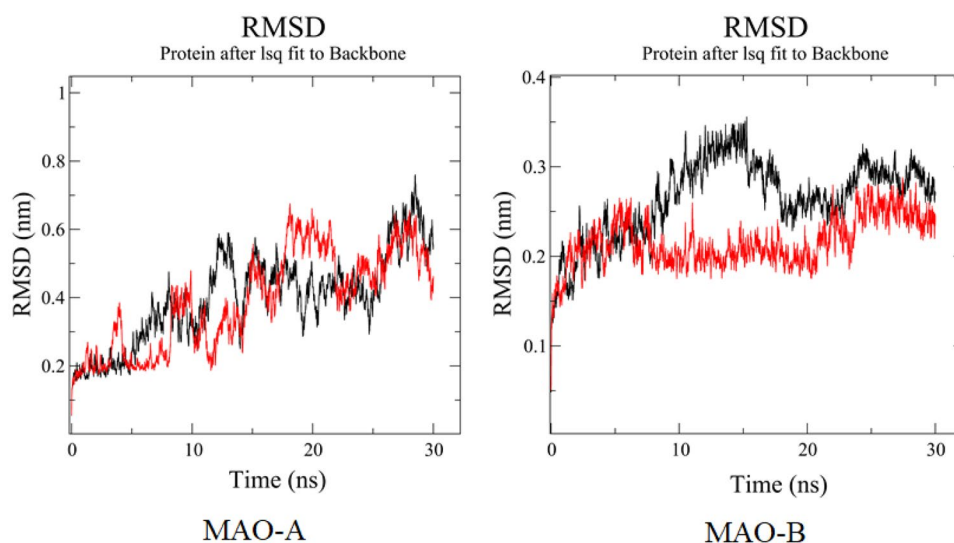 RMSD
Protein after lsq fit to Backbone
RMSD (nm)
1
0.8
0.6
0.4
0.2
0
10
20
30
Time (ns)
MAO-A
RMSD
Protein after lsq fit to Backbone
RMSD (nm)
0.4
0.3
0.2
0.1
0
10
20
30
Time (ns)
MAO-B